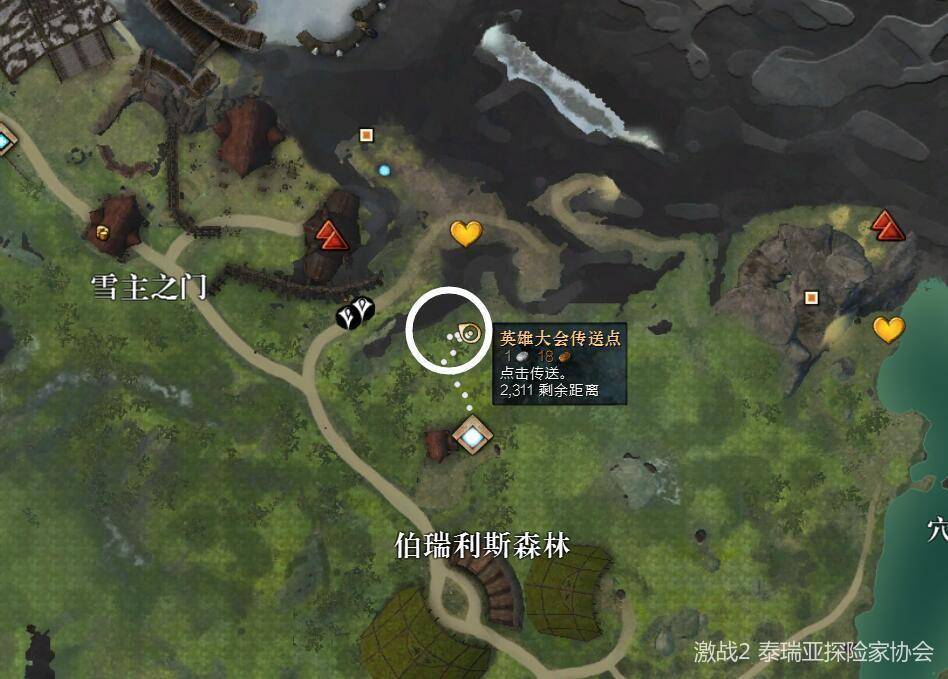 雪主之门
英雄大会传送点
1 18
点击传送。
2,311 剩余距离
伯瑞利斯森林
穴
激战2 泰瑞亚探险家协会